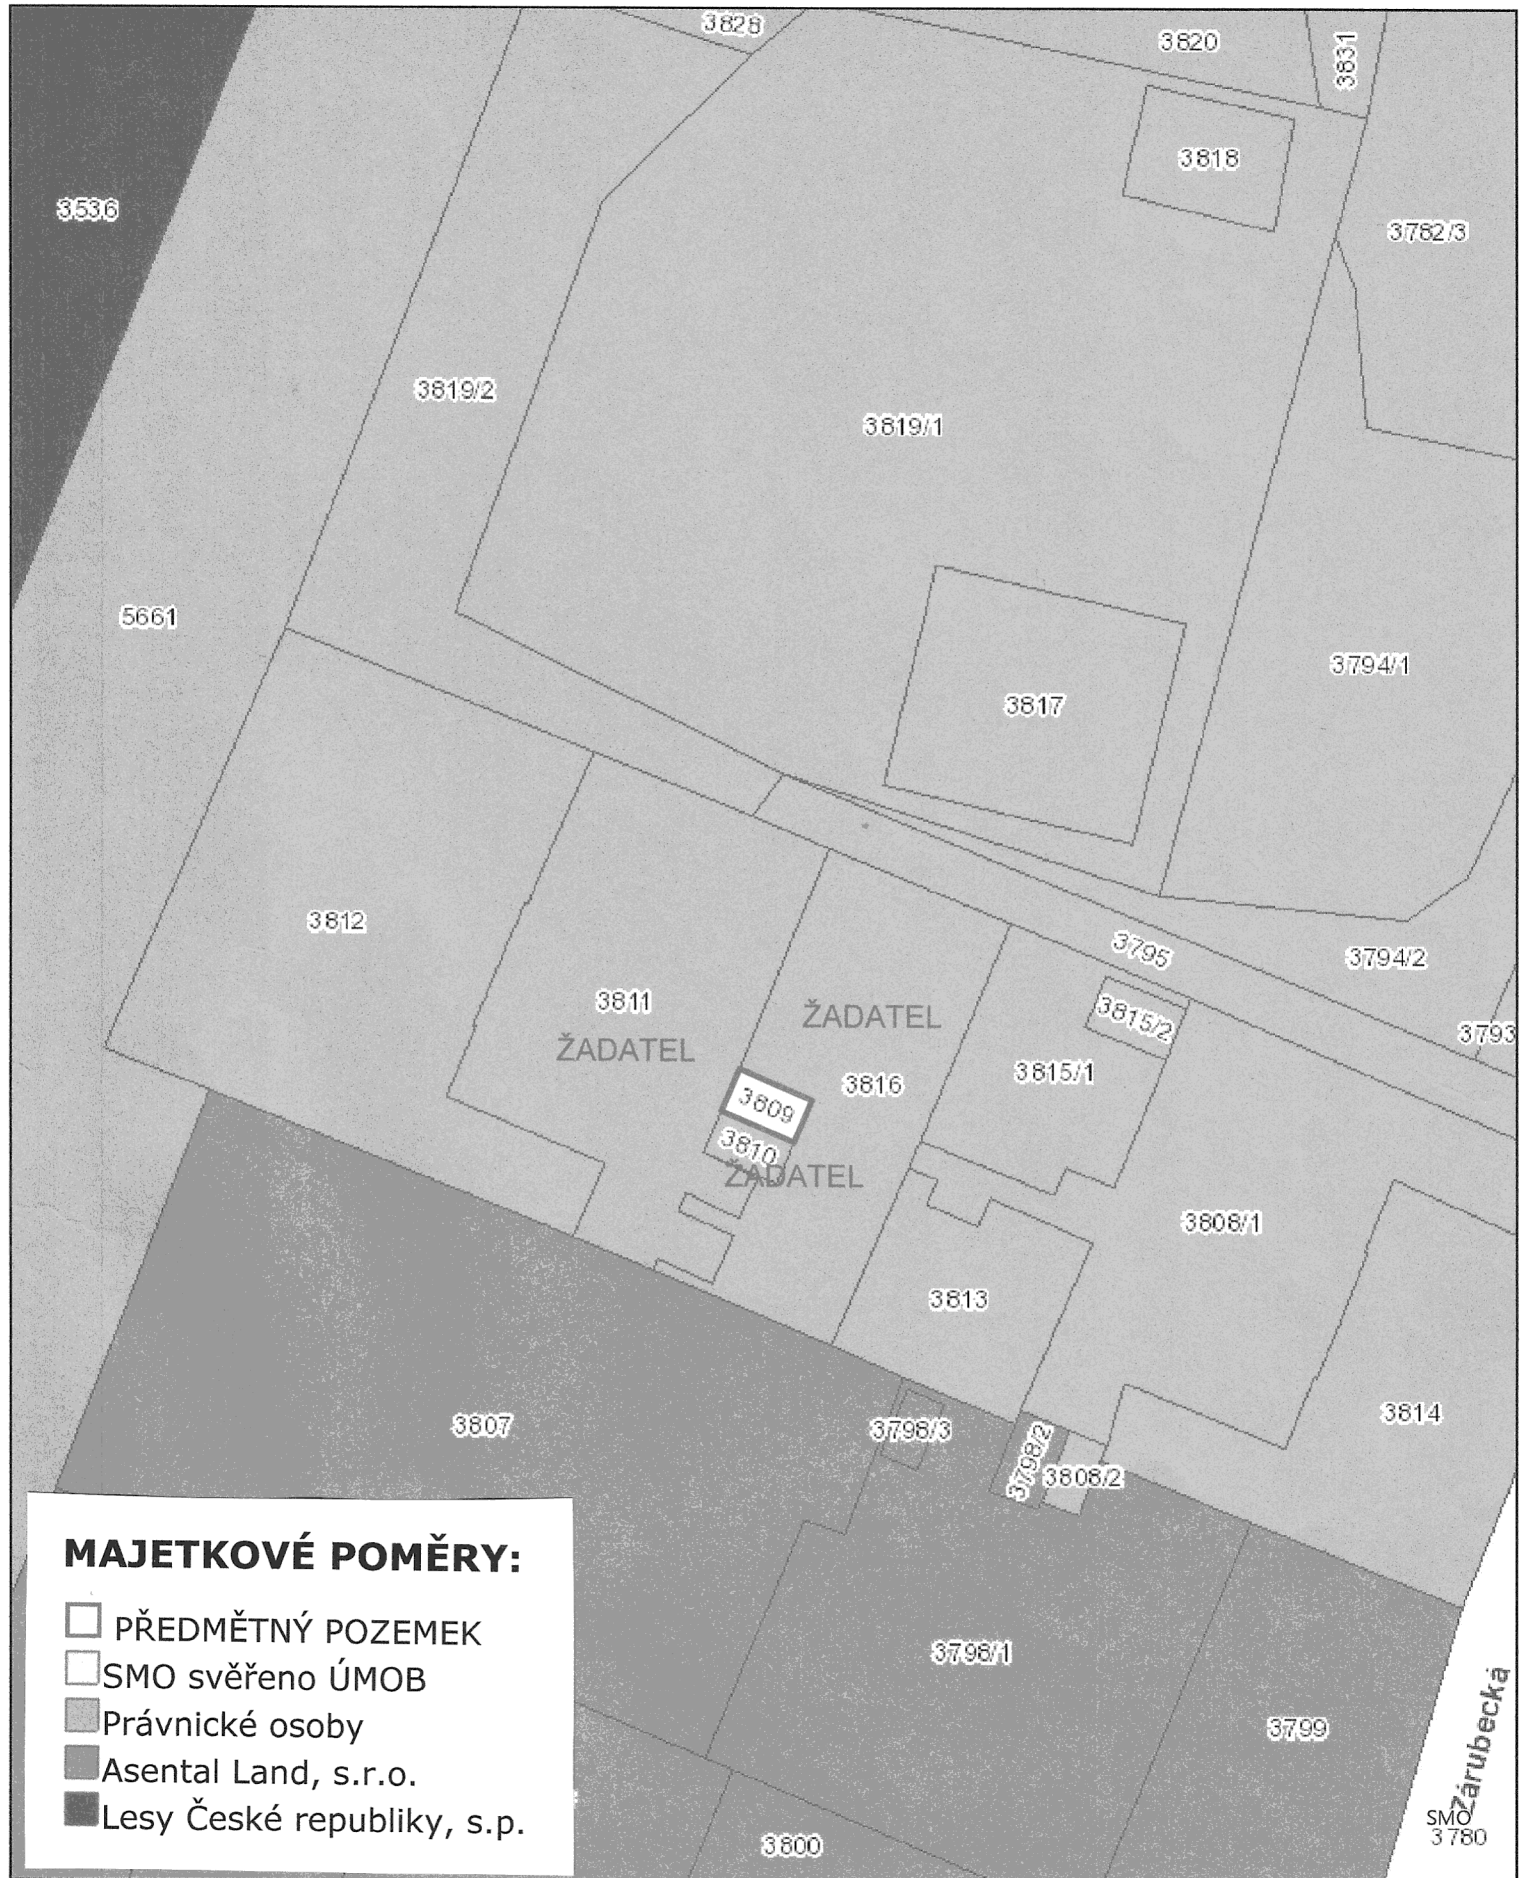 3828
3820
3831
3818
3536
3782/3
3819/2
3819/1
5661
3794/1
3817
3812
3795
3794/2
3811
ŽADATEL
ŽADATEL
3815/2
3793
3815/1
3816
3809
3810
ŽADATEL
3808/1
3813
3814
3807
3798/3
3798/2
3808/2
3798/1
3799
3800
Zárubecká
SMO
3780
MAJETKOVÉ POMĚRY:
PŘEDMĚTNÝ POZEMEK
SMO svěřeno ÚMOB
Právnické osoby
Asental Land, s.r.o.
Lesy České republiky, s.p.